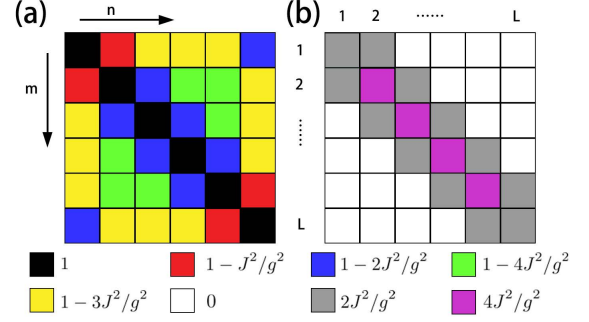 (a)
n
m
(b)
1 2 ...... L
1
2
......
L
1
1 − J²/g²
1 − 2J²/g²
1 − 4J²/g²
1 − 3J²/g²
0
2J²/g²
4J²/g²